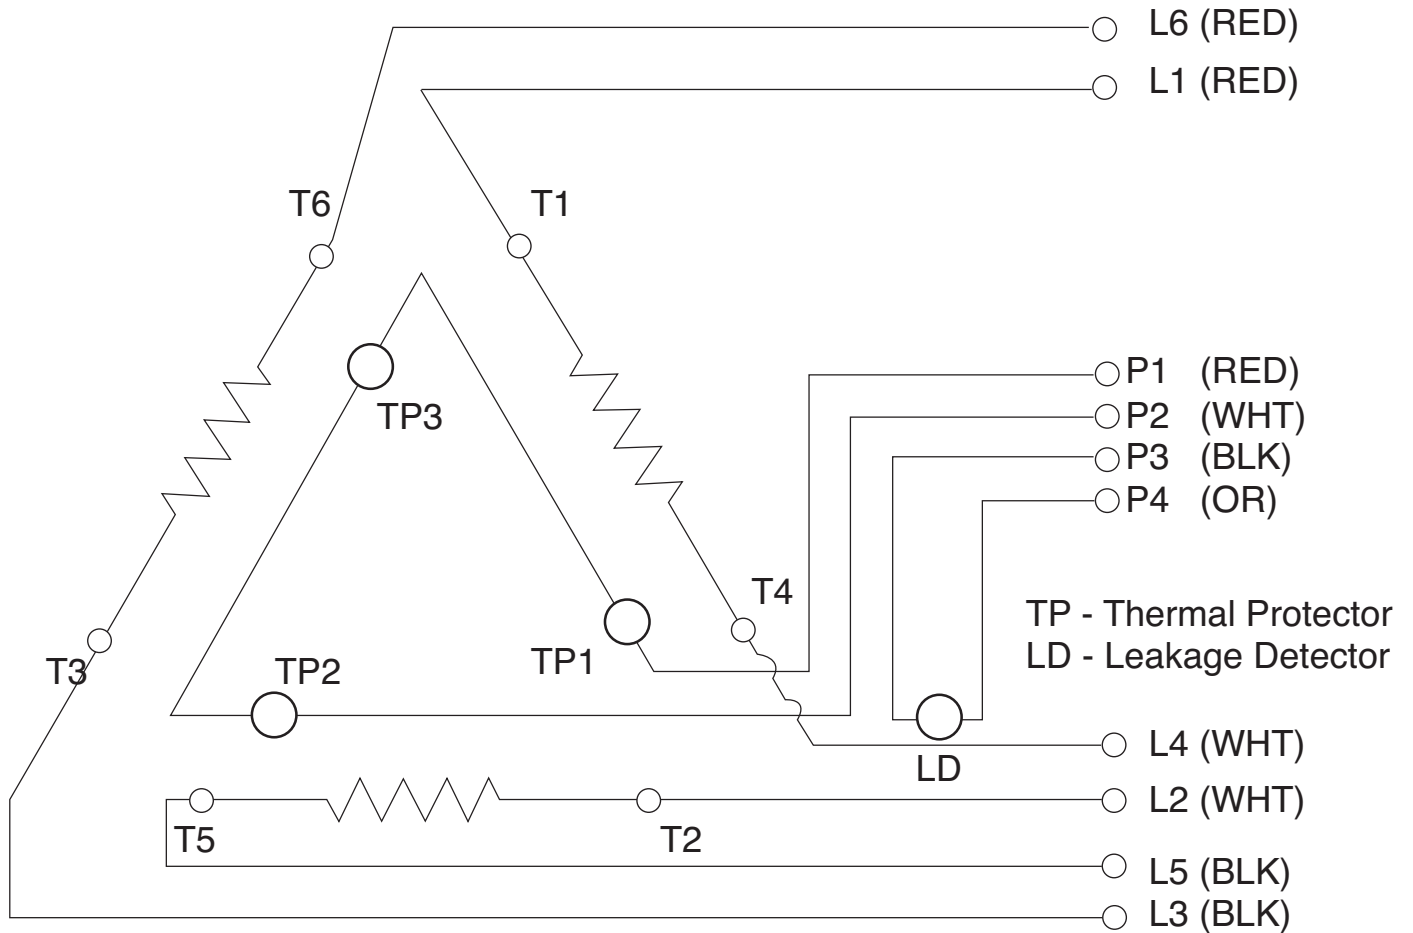 L6 (RED)
L1 (RED)
T6
T1
P1 (RED)
TP3
P2 (WHT)
P3 (BLK)
P4 (OR)
T4
TP - Thermal Protector
T3
TP2
TP1
LD - Leakage Detector
L4 (WHT)
LD
L2 (WHT)
T5
T2
L5 (BLK)
L3 (BLK)